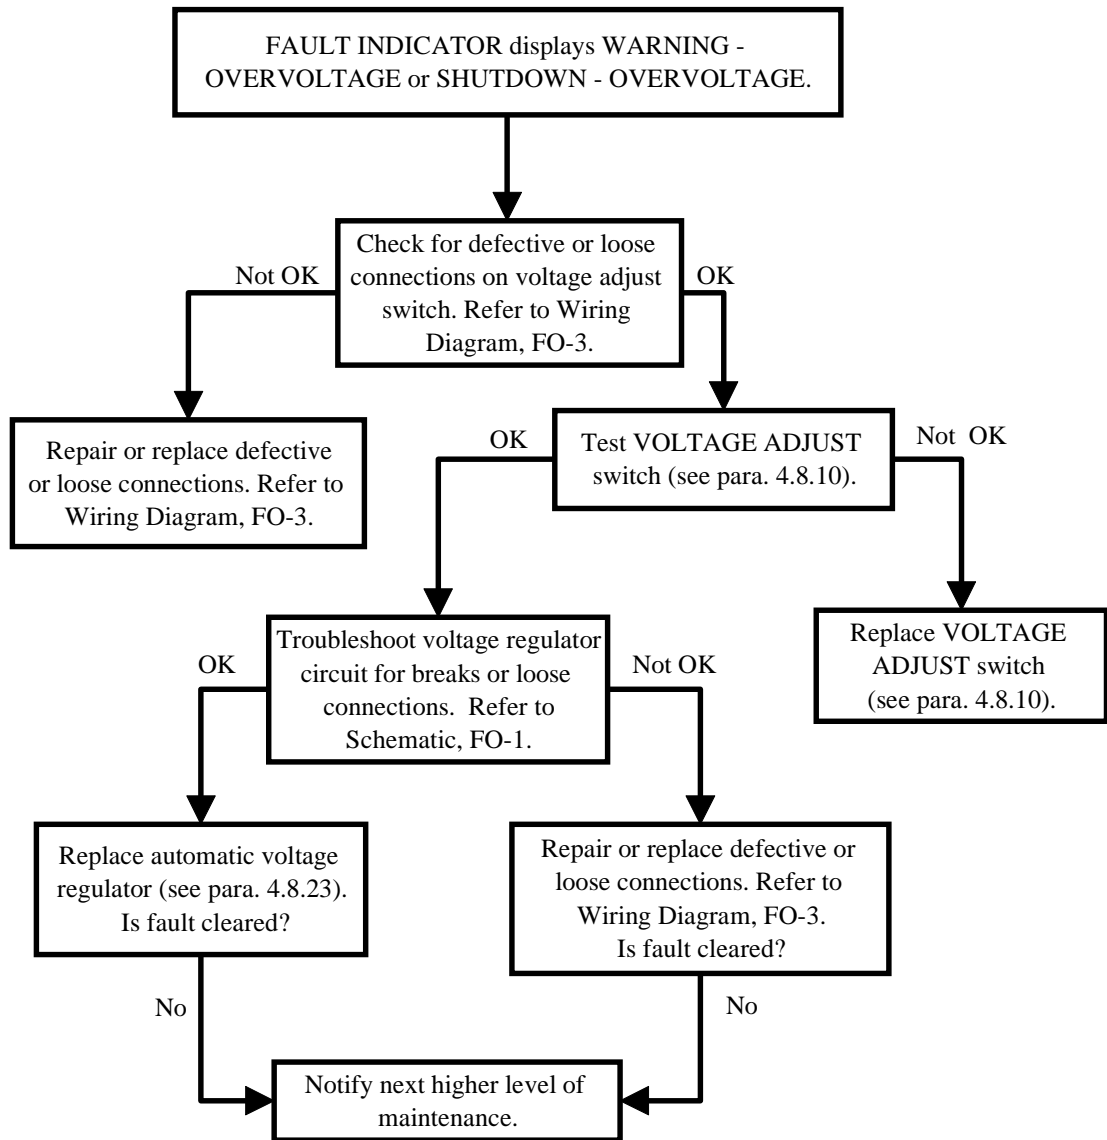 FAULT INDICATOR displays WARNING -
OVERVOLTAGE or SHUTDOWN - OVERVOLTAGE.
Check for defective or loose
connections on voltage adjust
switch. Refer to Wiring
Diagram, FO-3.
Not OK
OK
Repair or replace defective
or loose connections. Refer to
Wiring Diagram, FO-3.
OK
Test VOLTAGE ADJUST
switch (see para. 4.8.10).
Not OK
Troubleshoot voltage regulator
circuit for breaks or loose
connections. Refer to
Schematic, FO-1.
OK
Not OK
Replace VOLTAGE
ADJUST switch
(see para. 4.8.10).
Replace automatic voltage
regulator (see para. 4.8.23).
Is fault cleared?
Repair or replace defective or
loose connections. Refer to
Wiring Diagram, FO-3.
Is fault cleared?
No
No
Notify next higher level of
maintenance.